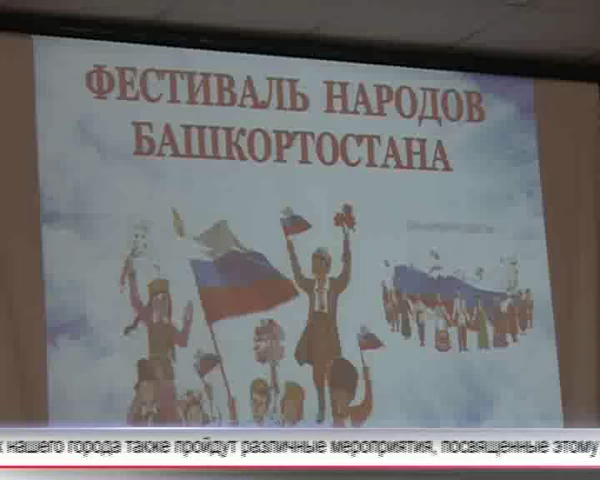 ФЕСТИВАЛЬ НАРОДОВ
БАШКОРТОСТАНА
к нашего города также пройдут различные мероприятия, посвященные этому